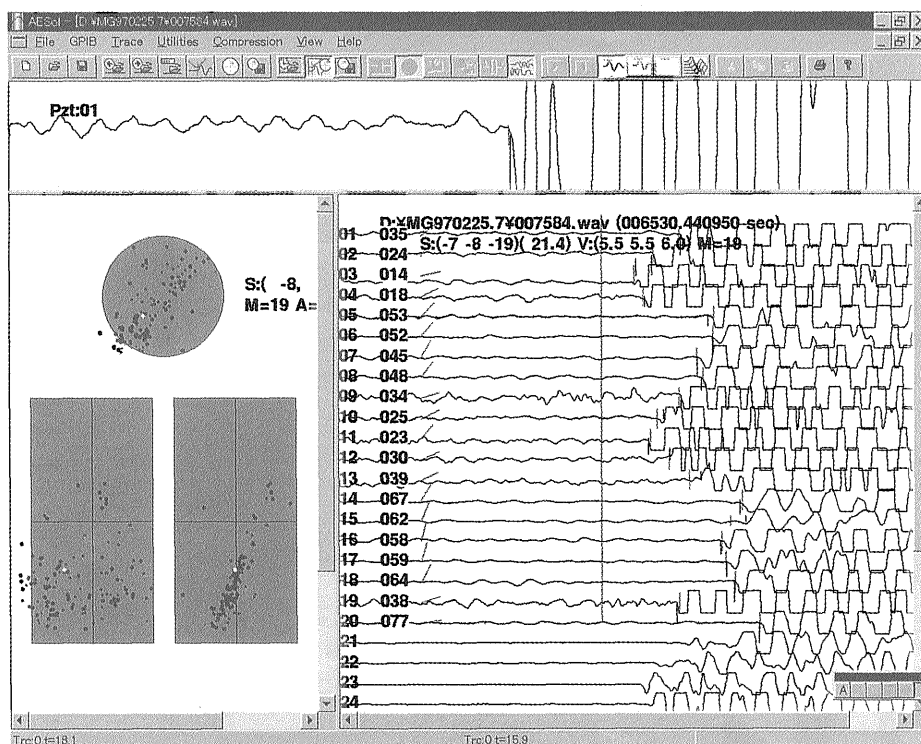 AESol - [D:¥MG970225.7¥007584.wav]
File GPIB Trace Utilities Compression View Help
Pzt:01
D:¥MG970225.7¥007584.wav (006530.440950 sec)
S:(-7 -8 -19)( 21.4) V:(5.5 5.5 6.0) M=19
S:( -8,
M=19 A=
01 035
02 024
03 014
04 018
05 053
06 052
07 045
08 048
09 034
10 025
11 023
12 030
13 039
14 067
15 062
16 058
17 059
18 064
19 038
20 077
21
22
23
24
A
Trc:0 t=18.1
Trc:0 t=15.9